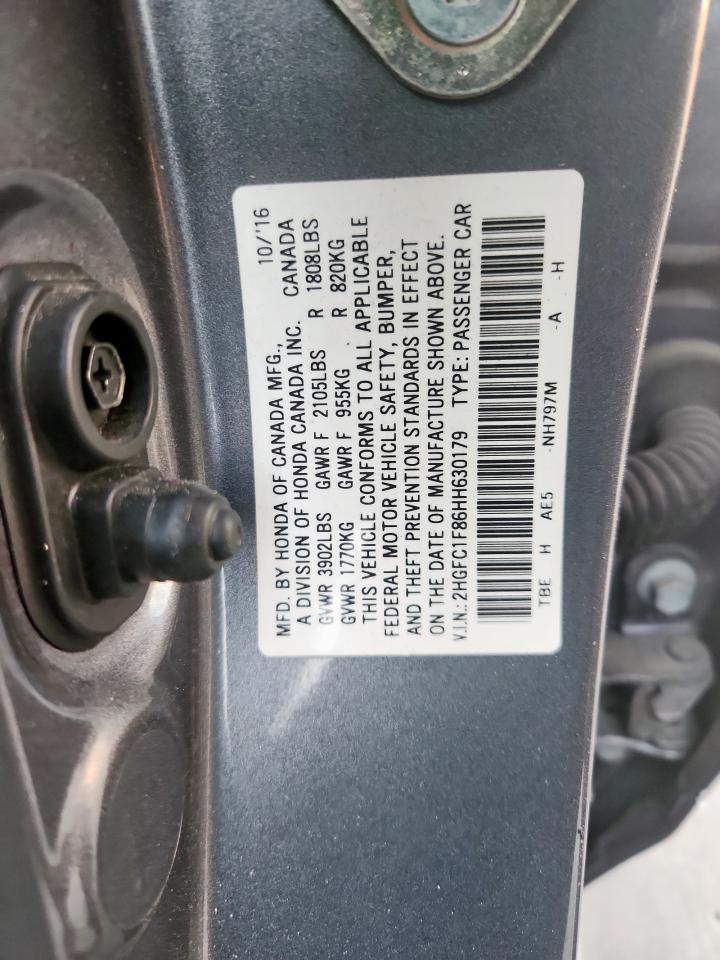 MFD. BY HONDA OF CANADA MFG., 10/'16
A DIVISION OF HONDA CANADA INC. CANADA
GVWR 3902LBS GAWR F 2105LBS R 1808LBS
GVWR 1770KG GAWR F 955KG R 820KG
THIS VEHICLE CONFORMS TO ALL APPLICABLE
FEDERAL MOTOR VEHICLE SAFETY, BUMPER,
AND THEFT PREVENTION STANDARDS IN EFFECT
ON THE DATE OF MANUFACTURE SHOWN ABOVE.
V.I.N.: 2HGFC1F86HH630179 TYPE: PASSENGER CAR
TBE H AE5 -NH797M -A -H